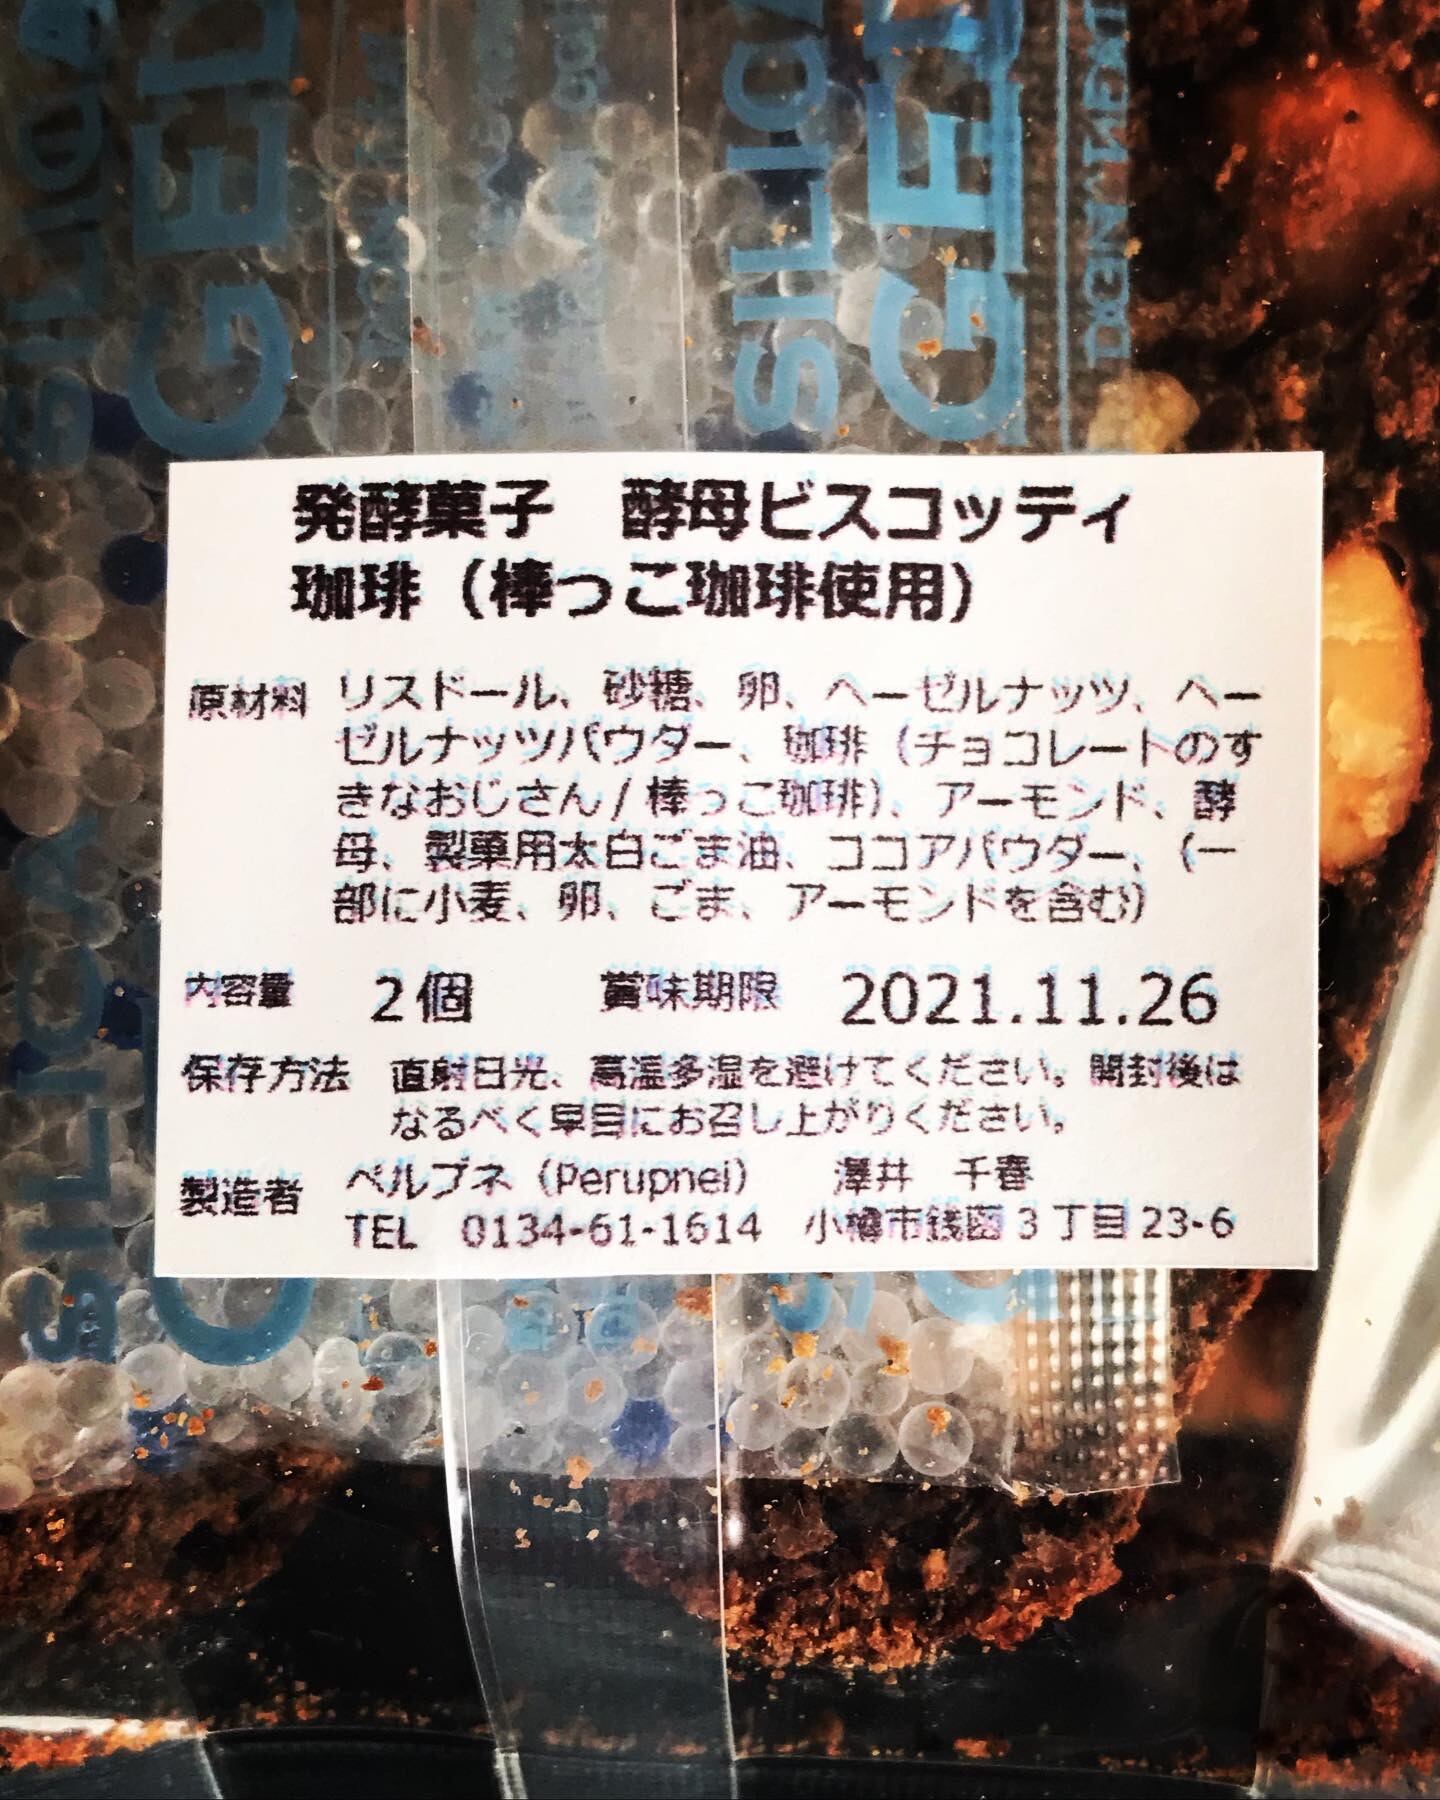 SILICA
GEL
SILICA
GEL
発酵菓子　酵母ビスコッティ
珈琲（棒っこ珈琲使用）
原材料 リスドール、砂糖、卵、ヘーゼルナッツ、ヘー
ゼルナッツパウダー、珈琲（チョコレートのす
きなおじさん/棒っこ珈琲）、アーモンド、酵
母、製菓用太白ごま油、ココアパウダー、（一
部に小麦、卵、ごま、アーモンドを含む）
内容量 2個 賞味期限 2021.11.26
保存方法 直射日光、高温多湿を避けてください。開封後は
なるべく早目にお召し上がりください。
製造者 ペルプネ（Perupnei） 澤井 千春
TEL 0134-61-1614 小樽市銭函3丁目23-6
SILICA